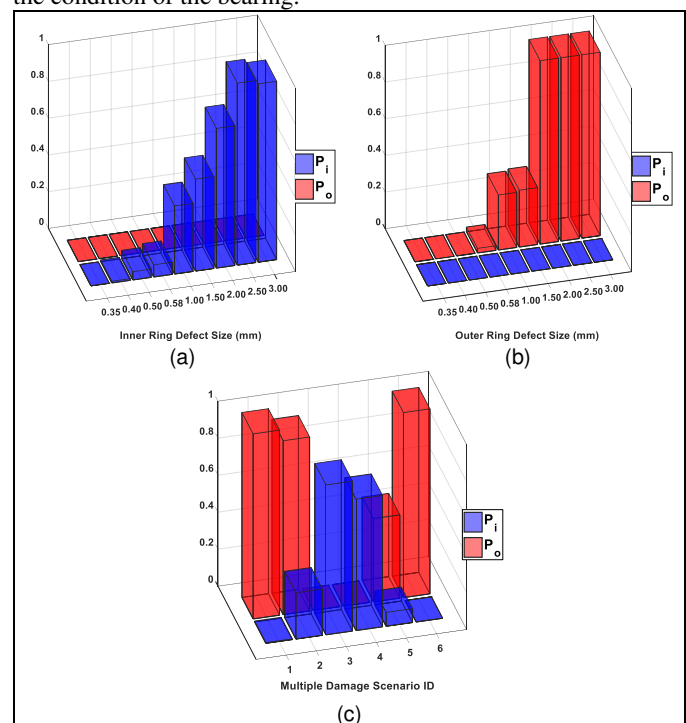 the condition of the bearing.
1
0.8
0.6
0.4
0.2
0
0.35 0.40 0.50 0.58 1.00 1.50 2.00 2.50 3.00
Inner Ring Defect Size (mm)
P i
P o
(a)
1
0.8
0.6
0.4
0.2
0
0.35 0.40 0.50 0.58 1.00 1.50 2.00 2.50 3.00
Outer Ring Defect Size (mm)
P i
P o
(b)
1
0.8
0.6
0.4
0.2
0
1 2 3 4 5 6
Multiple Damage Scenario ID
P i
P o
(c)